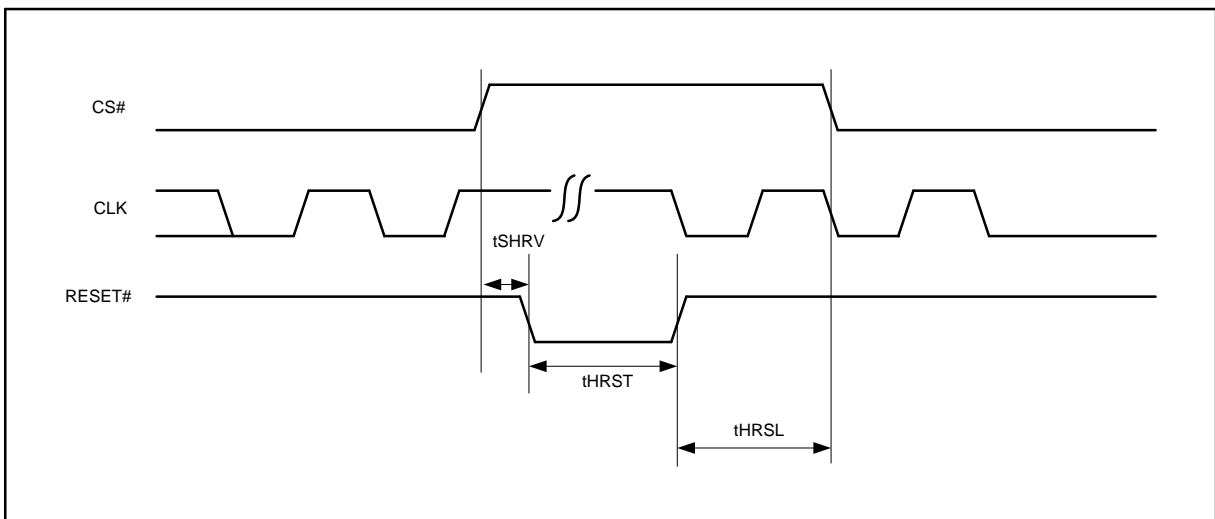 CS#
CLK
tSHRV
RESET#
tHRST
tHRSL